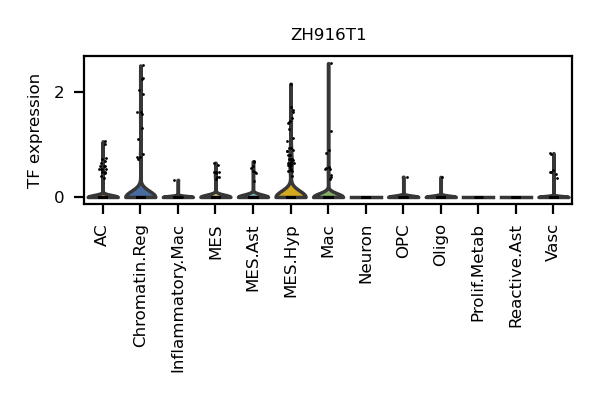 ZH916T1
TF expression
2
0
AC
Chromatin.Reg
Inflammatory.Mac
MES
MES.Ast
MES.Hyp
Mac
Neuron
OPC
Oligo
Prolif.Metab
Reactive.Ast
Vasc